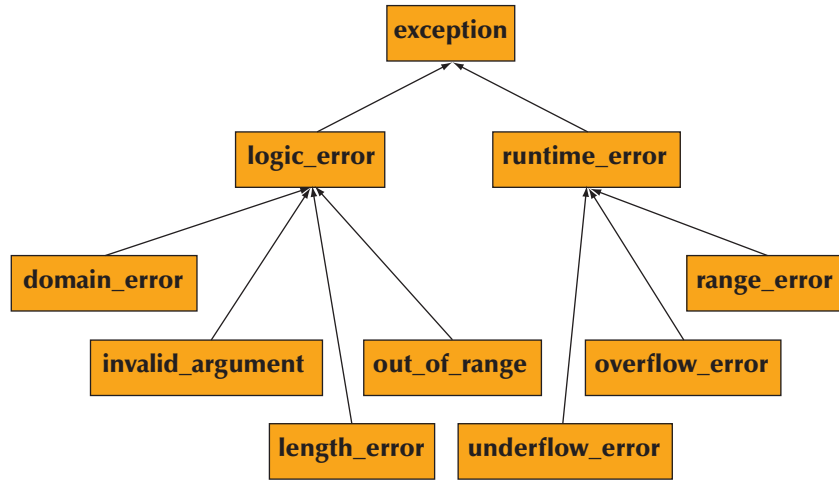 exception
logic_error
runtime_error
domain_error
range_error
invalid_argument
out_of_range
overflow_error
length_error
underflow_error